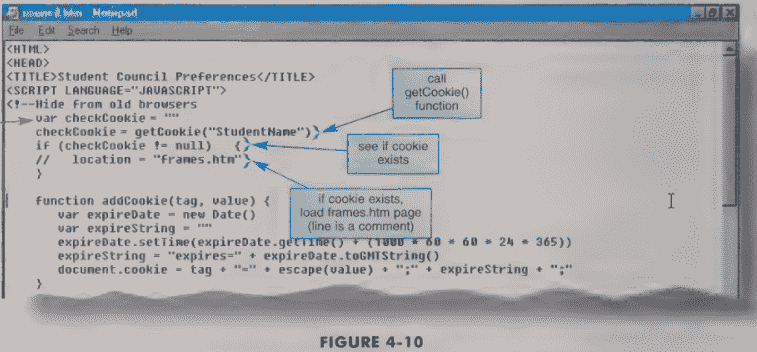 Notepad
File Edit Search Help
<HTML>
<HEAD>
<TITLE>Student Council Preferences</TITLE>
<SCRIPT LANGUAGE="JAVASCRIPT">
<!--Hide from old browsers
var checkCookie = ""
checkCookie = getCookie("StudentName")
if (checkCookie != null) {
// location = "frames.htm"
}
call
getCookie()
function
see if cookie
exists
if cookie exists,
load frames.htm page
(line is a comment)
function addCookie(tag, value) {
var expireDate = new Date()
var expireString = ""
expireDate.setTime(expireDate.getTime() + (1000 * 60 * 60 * 24 * 365))
expireString = "expires=" + expireDate.toGMTString()
document.cookie = tag + "=" + escape(value) + ";" + expireString + ";"
}
FIGURE 4-10